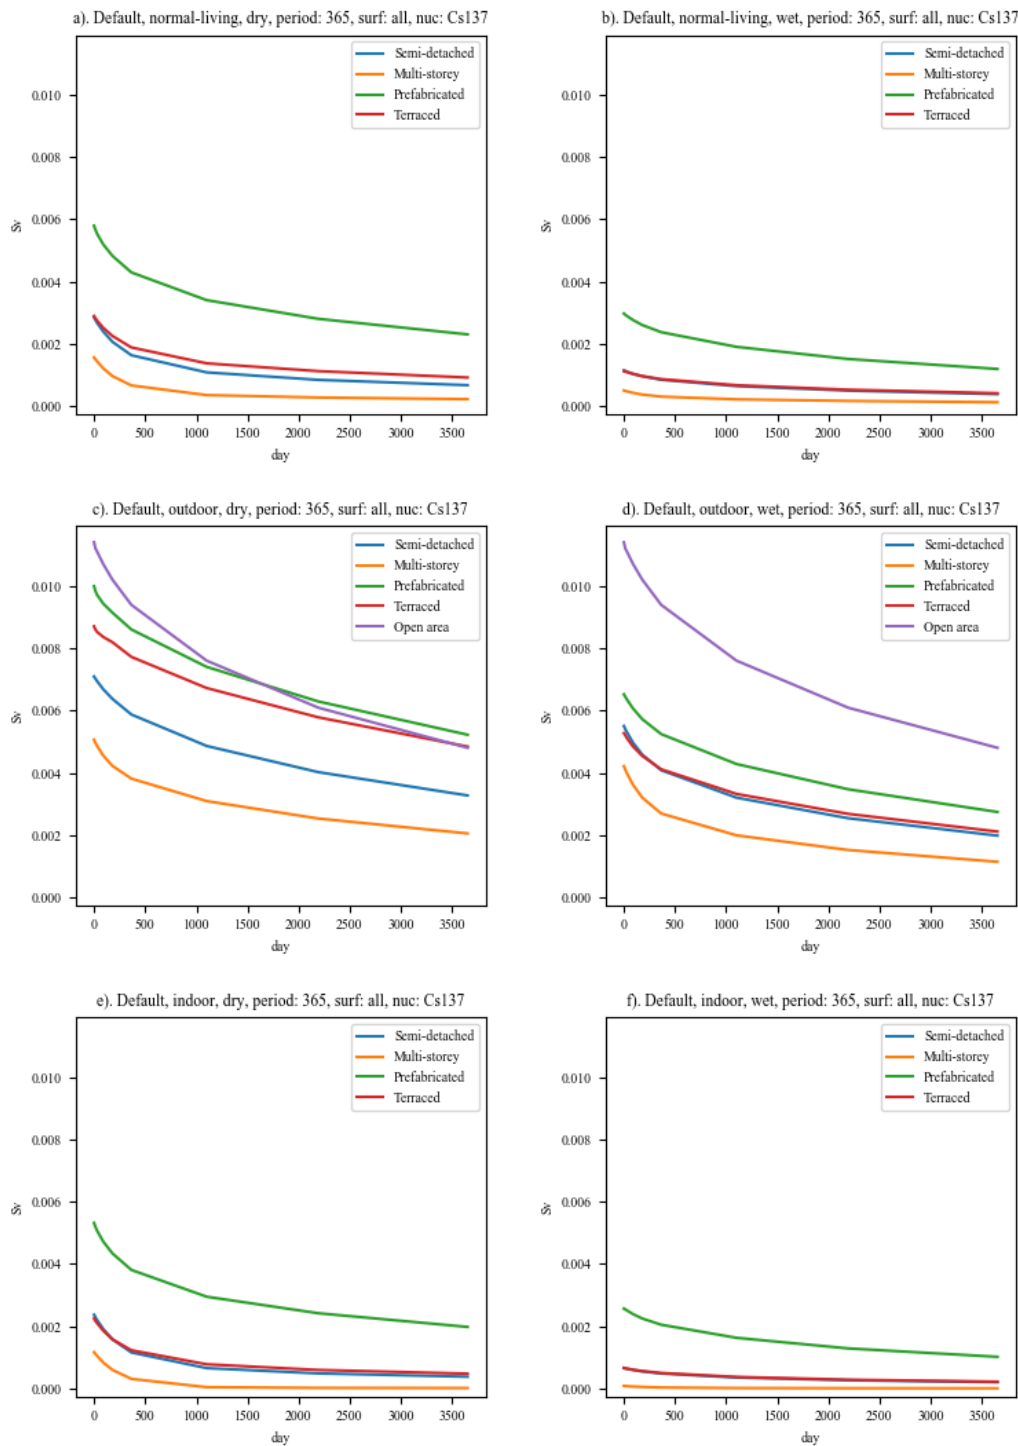 a). Default, normal-living, dry, period: 365, surf: all, nuc: Cs137
Semi-detached
Multi-storey
Prefabricated
Terraced
0.010
0.008
0.006
0.004
0.002
0.000
Sv
0 500 1000 1500 2000 2500 3000 3500
day
b). Default, normal-living, wet, period: 365, surf: all, nuc: Cs137
Semi-detached
Multi-storey
Prefabricated
Terraced
0.010
0.008
0.006
0.004
0.002
0.000
Sv
0 500 1000 1500 2000 2500 3000 3500
day
c). Default, outdoor, dry, period: 365, surf: all, nuc: Cs137
Semi-detached
Multi-storey
Prefabricated
Terraced
Open area
0.010
0.008
0.006
0.004
0.002
0.000
Sv
0 500 1000 1500 2000 2500 3000 3500
day
d). Default, outdoor, wet, period: 365, surf: all, nuc: Cs137
Semi-detached
Multi-storey
Prefabricated
Terraced
Open area
0.010
0.008
0.006
0.004
0.002
0.000
Sv
0 500 1000 1500 2000 2500 3000 3500
day
e). Default, indoor, dry, period: 365, surf: all, nuc: Cs137
Semi-detached
Multi-storey
Prefabricated
Terraced
0.010
0.008
0.006
0.004
0.002
0.000
Sv
0 500 1000 1500 2000 2500 3000 3500
day
f). Default, indoor, wet, period: 365, surf: all, nuc: Cs137
Semi-detached
Multi-storey
Prefabricated
Terraced
0.010
0.008
0.006
0.004
0.002
0.000
Sv
0 500 1000 1500 2000 2500 3000 3500
day